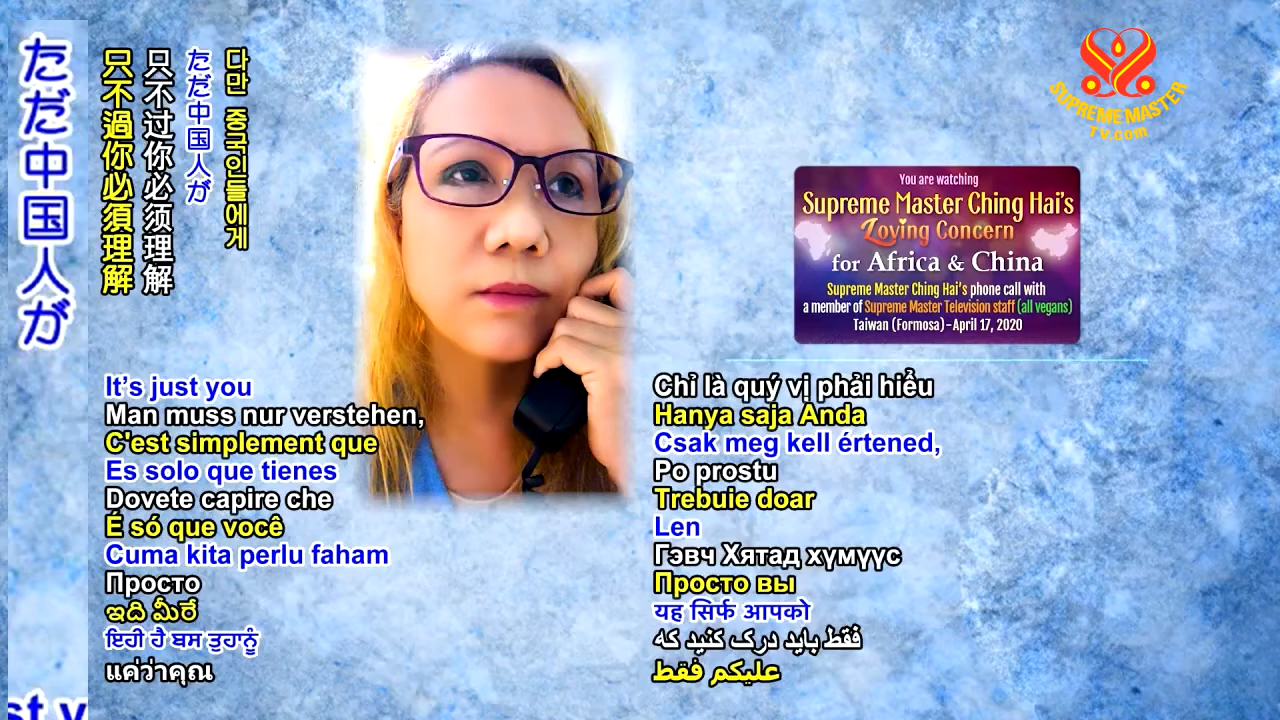 ただ中国人が
只不過你必須理解
只不过你必须理解
ただ中国人が
다만 중국인들에게
SUPREME MASTER
TV.com
You are watching
Supreme Master Ching Hai's
Loving Concern
for Africa & China
Supreme Master Ching Hai's phone call with
a member of Supreme Master Television staff (all vegans)
Taiwan (Formosa)–April 17, 2020
It's just you
Man muss nur verstehen,
C'est simplement que
Es solo que tienes
Dovete capire che
É só que você
Cuma kita perlu faham
Просто
ఇది మీరే
ਇਹੀ ਹੈ ਬਸ ਤੁਹਾਨੂੰ
แค่ว่าคุณ
Chỉ là quý vị phải hiểu
Hanya saja Anda
Csak meg kell értened,
Po prostu
Trebuie doar
Len
Гэвч Хятад хүмүүс
Просто вы
यह सिर्फ आपको
فقط باید درک کنید که
عليكم فقط